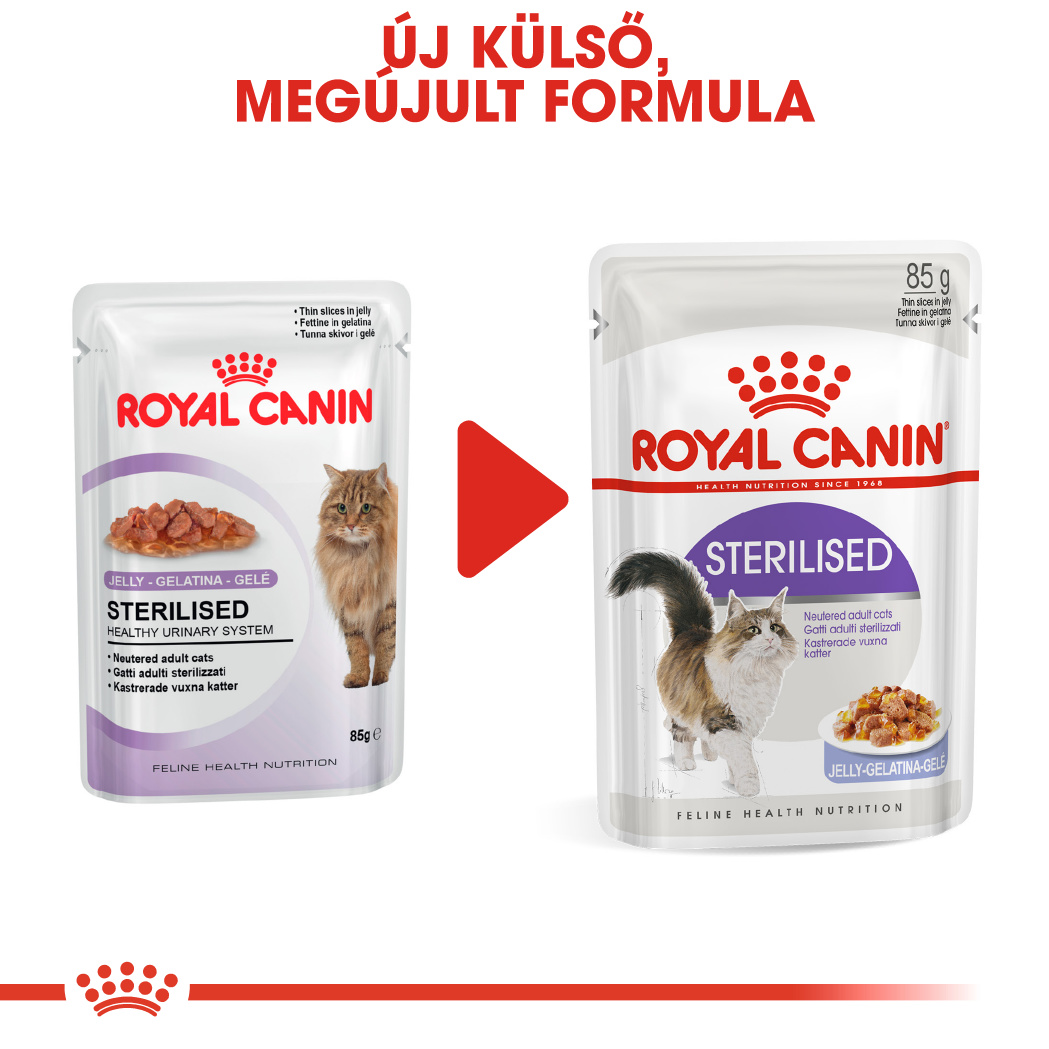 ÚJ KÜLSŐ,
MEGÚJULT FORMULA
• Thin slices in jelly
• Fettine in gelatina
• Tunna skivor i gelé
ROYAL CANIN
JELLY - GELATINA - GELÉ
STERILISED
HEALTHY URINARY SYSTEM
• Neutered adult cats
• Gatti adulti sterilizzati
• Kastrerade vuxna katter
85g e
FELINE HEALTH NUTRITION
85 g
Thin slices in jelly
Fettine in gelatina
Tunna skivor i gelé
ROYAL CANIN®
HEALTH NUTRITION SINCE 1968
STERILISED
Neutered adult cats
Gatti adulti sterilizzati
Kastrerade vuxna
katter
JELLY-GELATINA-GELÉ
FELINE HEALTH NUTRITION